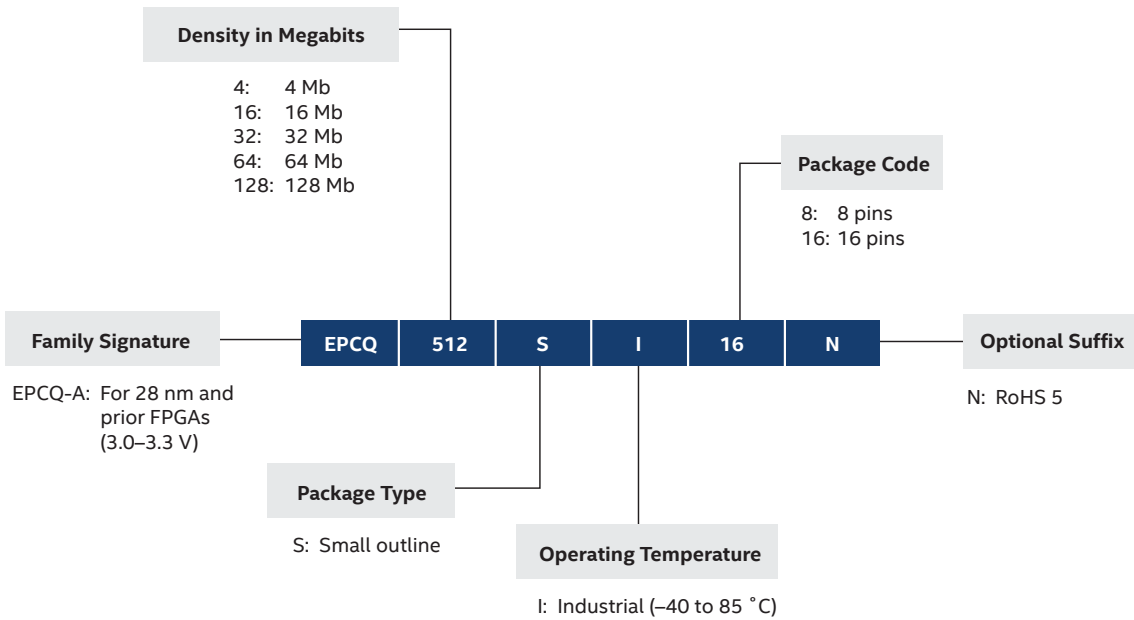 Density in Megabits
4: 4 Mb
16: 16 Mb
32: 32 Mb
64: 64 Mb
128: 128 Mb
Package Code
8: 8 pins
16: 16 pins
Family Signature
EPCQ 512 S I 16 N
Optional Suffix
EPCQ-A: For 28 nm and
prior FPGAs
(3.0–3.3 V)
N: RoHS 5
Package Type
S: Small outline
Operating Temperature
I: Industrial (–40 to 85 ˚C)